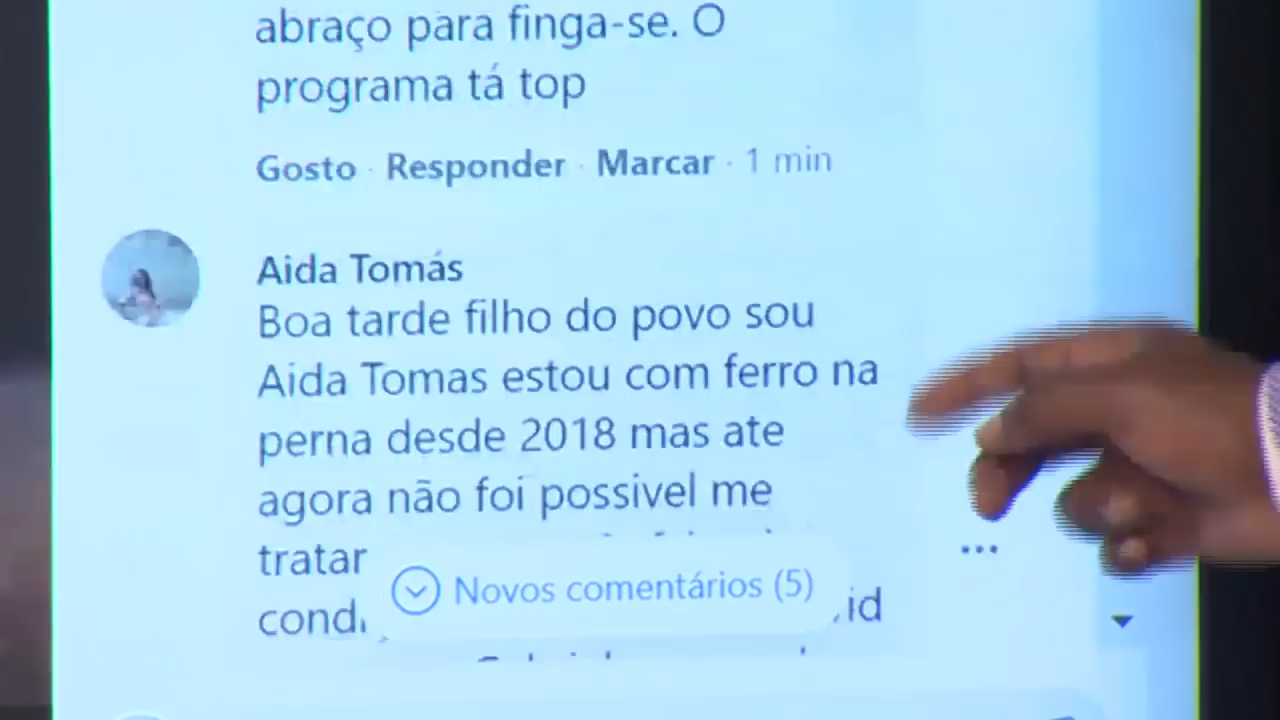 abraço para finga-se. O
programa tá top
Gosto · Responder · Marcar · 1 min
Aida Tomás
Boa tarde filho do povo sou
Aida Tomas estou com ferro na
perna desde 2018 mas ate
agora não foi possivel me
tratar
Novos comentários (5)